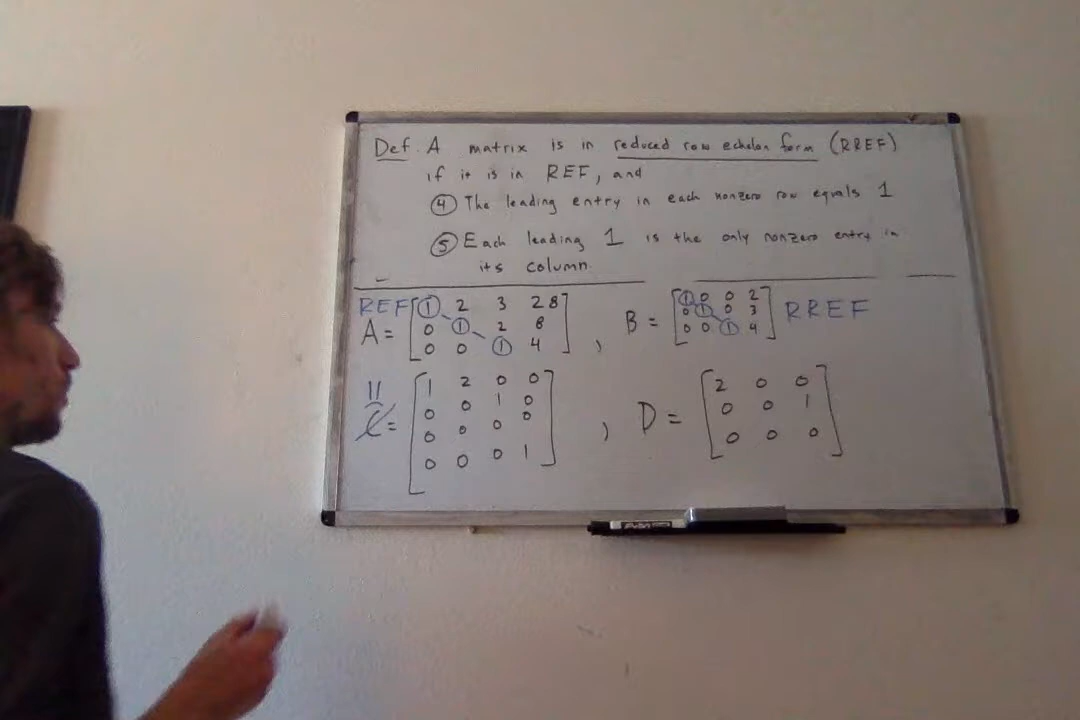 Def. A matrix is in reduced row echelon form (RREF)
if it is in REF, and
④ The leading entry in each nonzero row equals 1
⑤ Each leading 1 is the only nonzero entry in
its column.
REF A = [1 2 3 28
0 1 2 8
0 0 1 4] , B = [1 0 0 2
0 1 0 3
0 0 1 4] RREF
C = [1 2 0 0
0 0 1 0
0 0 0 0
0 0 0 1] , D = [2 0 0
0 0 1
0 0 0]